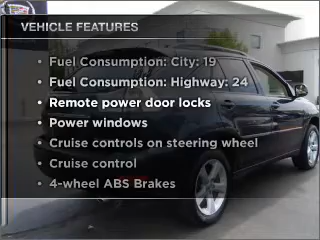 VEHICLE FEATURES
• Fuel Consumption: City: 19
• Fuel Consumption: Highway: 24
• Remote power door locks
• Power windows
• Cruise controls on steering wheel
• Cruise control
• 4-wheel ABS Brakes